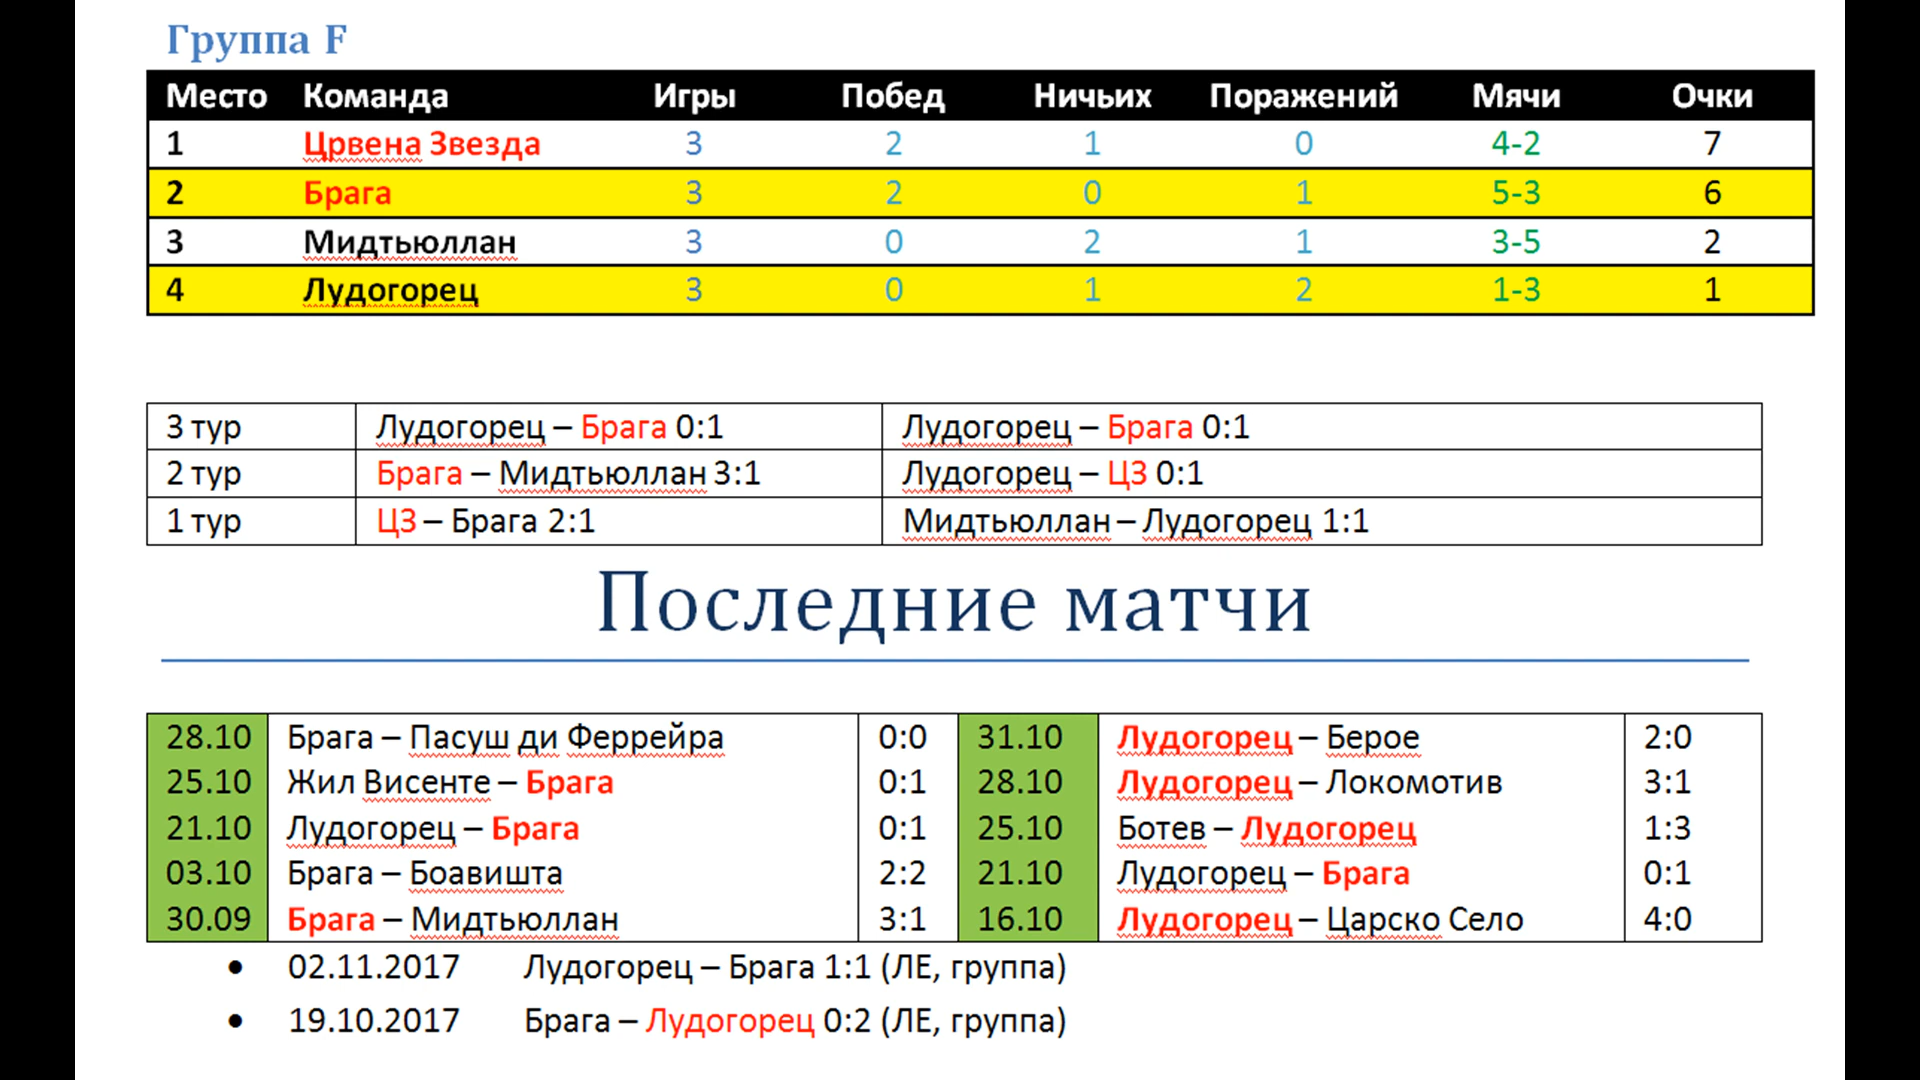 Группа F
Место Команда Игры Побед Ничьих Поражений Мячи Очки
1 Црвена Звезда 3 2 1 0 4-2 7
2 Брага 3 2 0 1 5-3 6
3 Мидтьюллан 3 0 2 1 3-5 2
4 Лудогорец 3 0 1 2 1-3 1
3 тур Лудогорец – Брага 0:1 Лудогорец – Брага 0:1
2 тур Брага – Мидтьюллан 3:1 Лудогорец – ЦЗ 0:1
1 тур ЦЗ – Брага 2:1 Мидтьюллан – Лудогорец 1:1
Последние матчи
28.10 Брага – Пасуш ди Феррейра 0:0 31.10 Лудогорец – Берое 2:0
25.10 Жил Висенте – Брага 0:1 28.10 Лудогорец – Локомотив 3:1
21.10 Лудогорец – Брага 0:1 25.10 Ботев – Лудогорец 1:3
03.10 Брага – Боавишта 2:2 21.10 Лудогорец – Брага 0:1
30.09 Брага – Мидтьюллан 3:1 16.10 Лудогорец – Царско Село 4:0
• 02.11.2017 Лудогорец – Брага 1:1 (ЛЕ, группа)
• 19.10.2017 Брага – Лудогорец 0:2 (ЛЕ, группа)